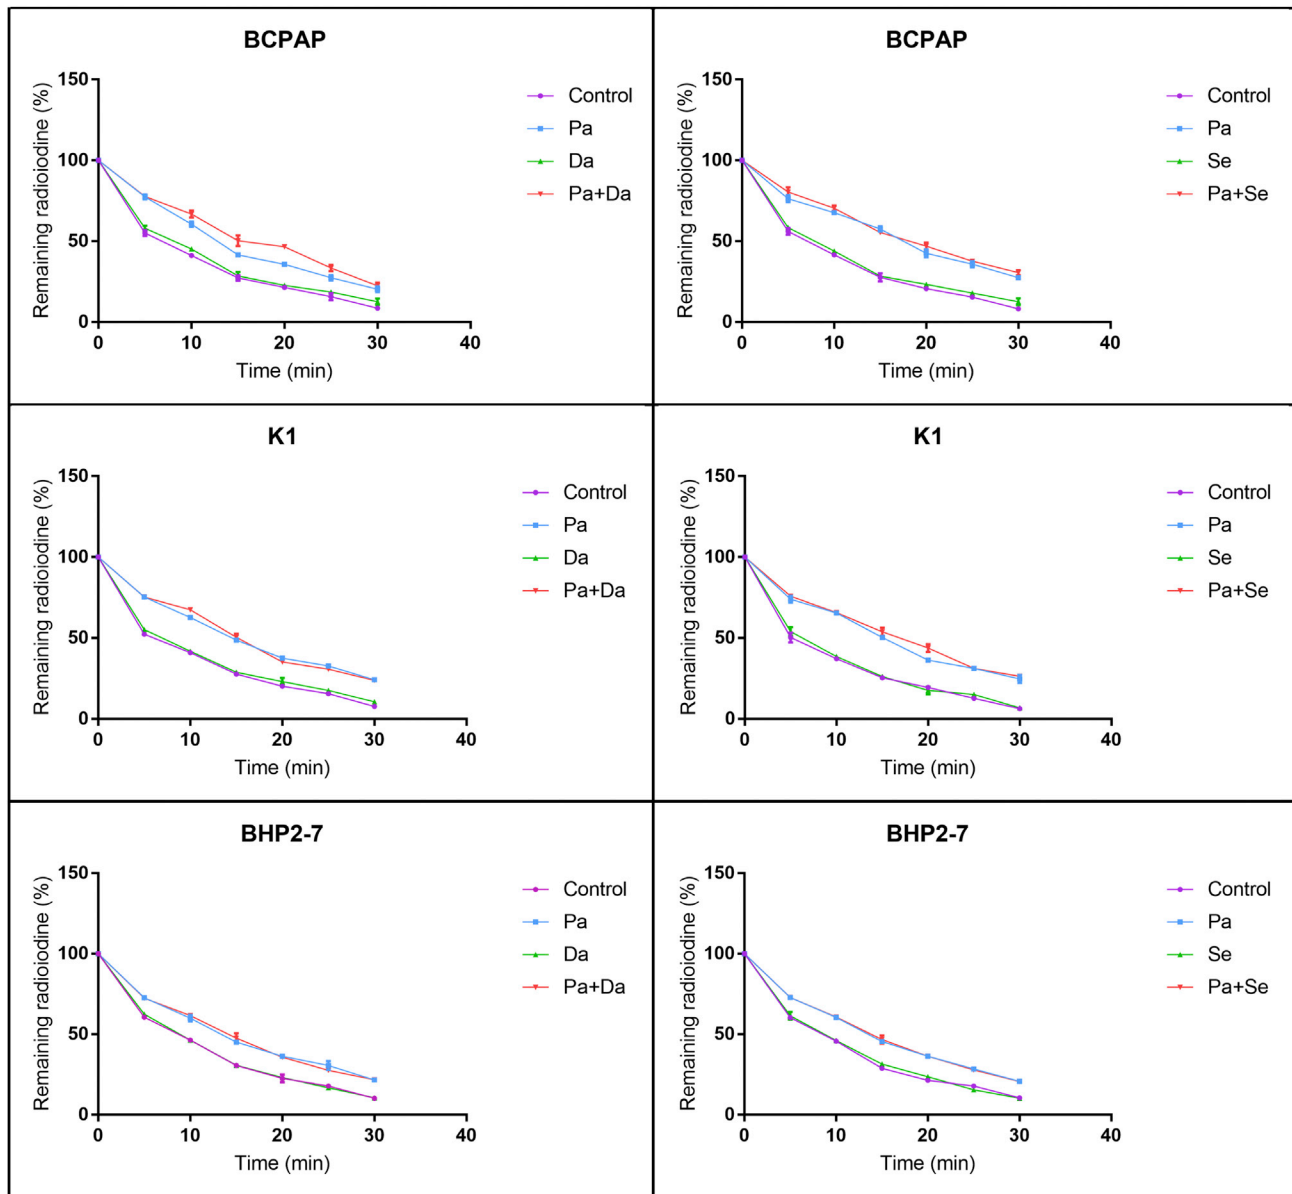 BCPAP
Remaining radioiodine (%)
150
100
50
0
0 10 20 30 40
Time (min)
Control
Pa
Da
Pa+Da
BCPAP
Remaining radioiodine (%)
150
100
50
0
0 10 20 30 40
Time (min)
Control
Pa
Se
Pa+Se
K1
Remaining radioiodine (%)
150
100
50
0
0 10 20 30 40
Time (min)
Control
Pa
Da
Pa+Da
K1
Remaining radioiodine (%)
150
100
50
0
0 10 20 30 40
Time (min)
Control
Pa
Se
Pa+Se
BHP2-7
Remaining radioiodine (%)
150
100
50
0
0 10 20 30 40
Time (min)
Control
Pa
Da
Pa+Da
BHP2-7
Remaining radioiodine (%)
150
100
50
0
0 10 20 30 40
Time (min)
Control
Pa
Se
Pa+Se